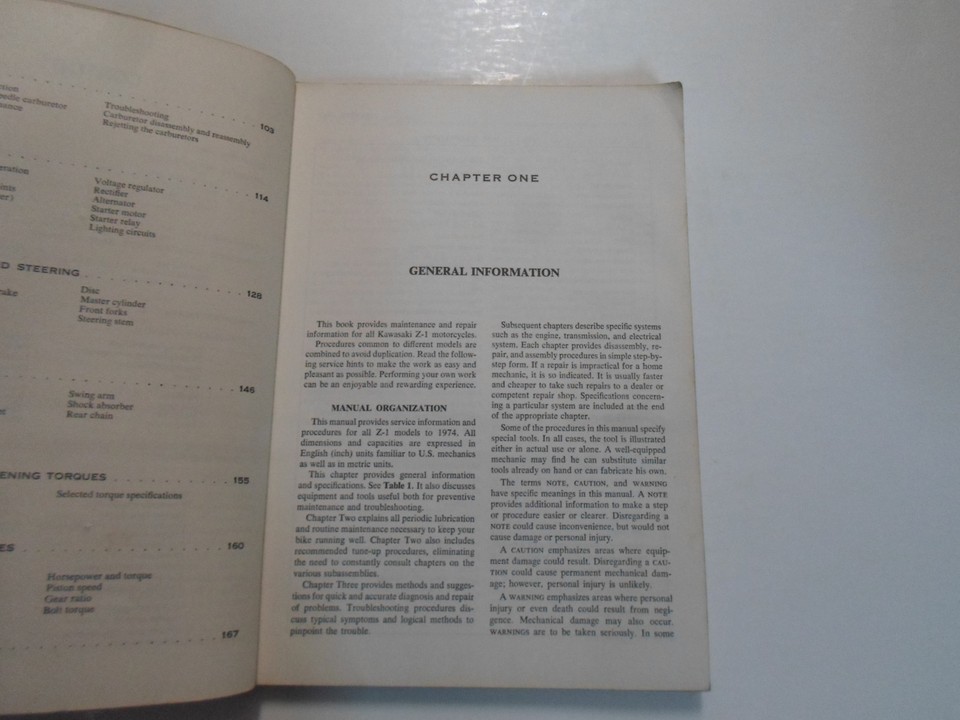 Troubleshooting
Carburetor disassembly and reassembly
Rejetting the carburetors
103
Voltage regulator
Rectifier
Alternator
Starter motor
Starter relay
Lighting circuits
114
STEERING
128
Disc
Master cylinder
Front forks
Steering stem
146
Swing arm
Shock absorber
Rear chain
TORQUES
155
Selected torque specifications
160
Horsepower and torque
Piston speed
Gear ratio
Bolt torque
167
CHAPTER ONE
GENERAL INFORMATION
This book provides maintenance and repair
information for all Kawasaki Z-1 motorcycles.
Procedures common to different models are
combined to avoid duplication. Read the follow-
ing service hints to make the work as easy and
pleasant as possible. Performing your own work
can be an enjoyable and rewarding experience.
MANUAL ORGANIZATION
This manual provides service information and
procedures for all Z-1 models to 1974. All
dimensions and capacities are expressed in
English (inch) units familiar to U.S. mechanics
as well as in metric units.
This chapter provides general information
and specifications. See Table 1. It also discusses
equipment and tools useful both for preventive
maintenance and troubleshooting.
Chapter Two explains all periodic lubrication
and routine maintenance necessary to keep your
bike running well. Chapter Two also includes
recommended tune-up procedures, eliminating
the need to constantly consult chapters on the
various subassemblies.
Chapter Three provides methods and sugges-
tions for quick and accurate diagnosis and repair
of problems. Troubleshooting procedures dis-
cuss typical symptoms and logical methods to
pinpoint the trouble.
Subsequent chapters describe specific systems
such as the engine, transmission, and electrical
system. Each chapter provides disassembly, re-
pair, and assembly procedures in simple step-by-
step form. If a repair is impractical for a home
mechanic, it is so indicated. It is usually faster
and cheaper to take such repairs to a dealer or
competent repair shop. Specifications concern-
ing a particular system are included at the end
of the appropriate chapter.
Some of the procedures in this manual specify
special tools. In all cases, the tool is illustrated
either in actual use or alone. A well-equipped
mechanic may find he can substitute similar
tools already on hand or can fabricate his own.
The terms NOTE, CAUTION, and WARNING
have specific meanings in this manual. A NOTE
provides additional information to make a step
or procedure easier or clearer. Disregarding a
NOTE could cause inconvenience, but would not
cause damage or personal injury.
A CAUTION emphasizes areas where equip-
ment damage could result. Disregarding a CAU-
TION could cause permanent mechanical dam-
age; however, personal injury is unlikely.
A WARNING emphasizes areas where personal
injury or even death could result from negli-
gence. Mechanical damage may also occur.
WARNINGS are to be taken seriously. In some